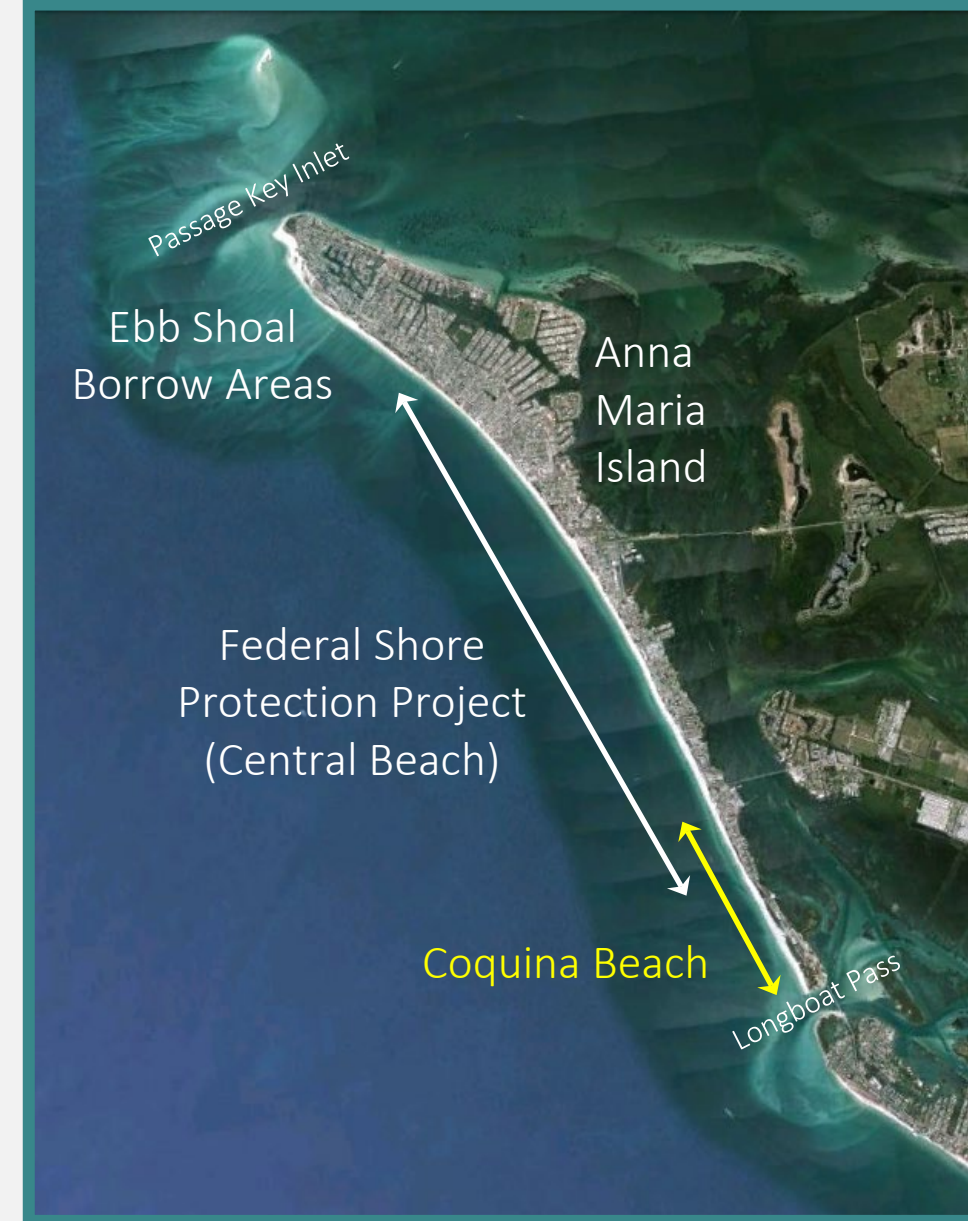 Passage Key Inlet
Ebb Shoal
Borrow Areas
Anna
Maria
Island
Federal Shore
Protection Project
(Central Beach)
Coquina Beach
Longboat Pass